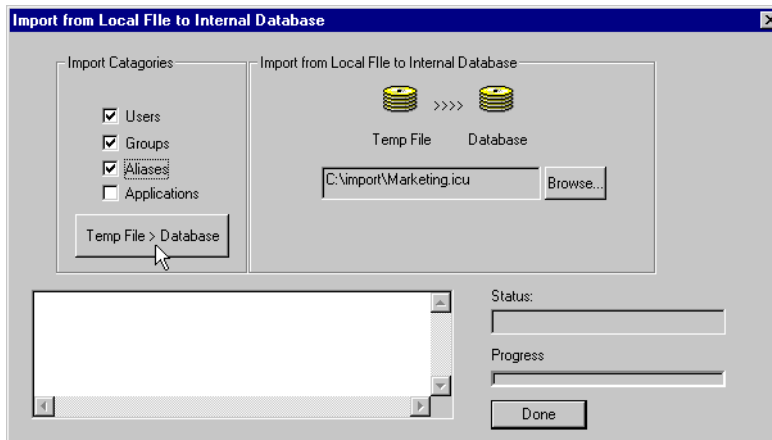 Import from Local FIle to Internal Database
Import Catagories
Users
Groups
Aliases
Applications
Temp File > Database
Import from Local FIle to Internal Database
>>>>
Temp File Database
C:\import\Marketing.icu Browse...
Status:
Progress
Done